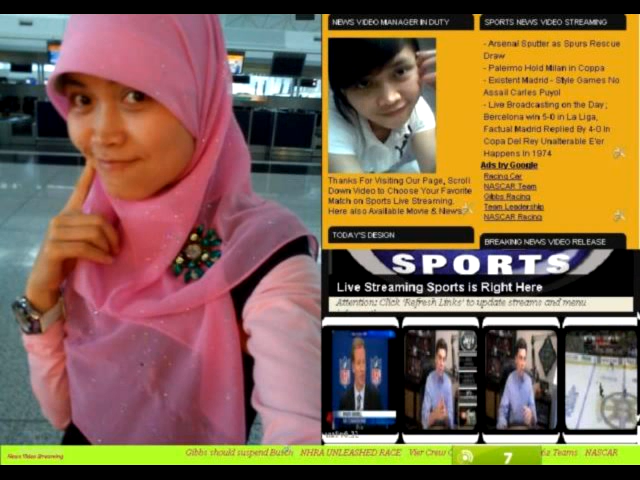 NEWS VIDEO MANAGER IN DUTY
Thanks For Visiting Our Page, Scroll
Down Video to Choose Your Favorite
Match on Sports Live Streaming.
Here also Available Movie & News
TODAY'S DESIGN
SPORTS NEWS VIDEO STREAMING
- Arsenal Sputter as Spurs Rescue
Draw
- Palermo Hold Milan in Coppa
- Existent Madrid - Style Games No
Assail Carles Puyol
- Live Broadcasting on the Day;
Bercelona win 5-0 in La Liga,
Factual Madrid Replied By 4-0 in
Copa Del Rey Unalterable E'er
Happens In 1974
Ads by Google
Racing Car
NASCAR Team
Gibbs Racing
Team Leadership
NASCAR Racing
BREAKING NEWS VIDEO RELEASE
SPORTS
Live Streaming Sports is Right Here
Attention: Click 'Refresh Links' to update streams and menu
NFL
News Video Streaming
Gibbs should suspend Busch NHRA UNLEASHED RACE Vier Crew 7 Teams NASCAR